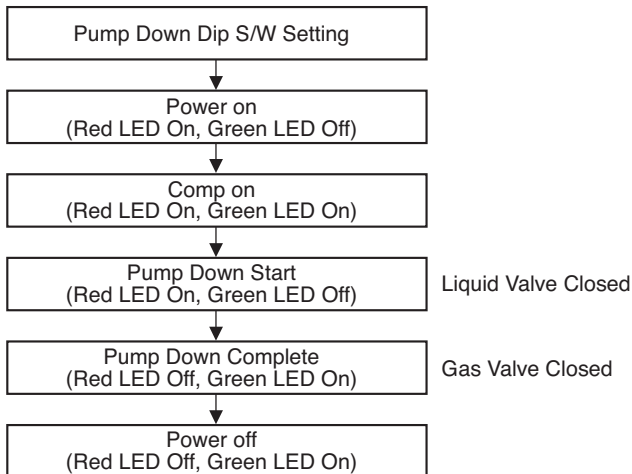 Pump Down Dip S/W Setting
Power on
(Red LED On, Green LED Off)
Comp on
(Red LED On, Green LED On)
Pump Down Start
(Red LED On, Green LED Off)
Liquid Valve Closed
Pump Down Complete
(Red LED Off, Green LED On)
Gas Valve Closed
Power off
(Red LED Off, Green LED On)